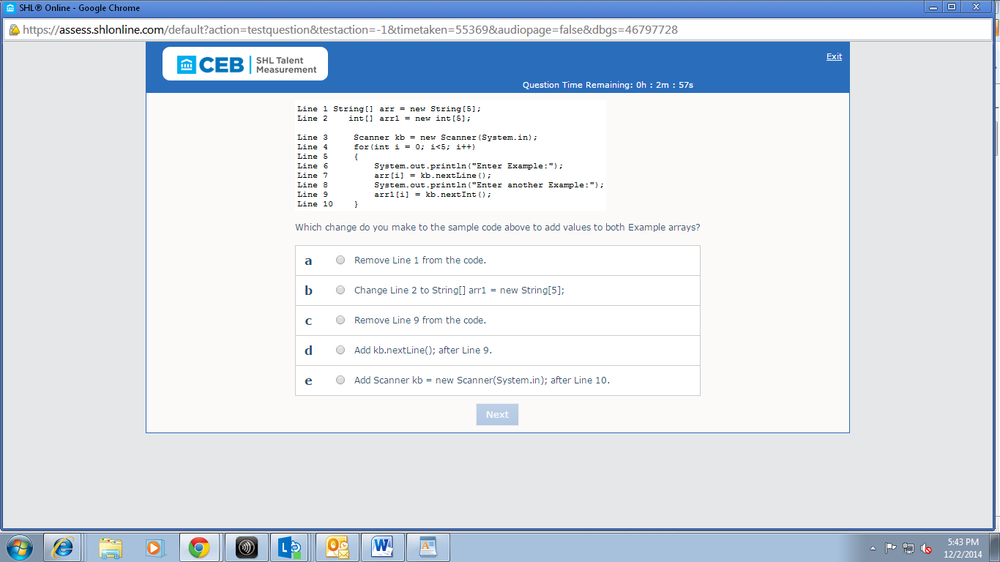 SHL® Online - Google Chrome
https://assess.shlonline.com/default?action=testquestion&testaction=-1&timetaken=55369&audiopage=false&dbgs=46797728
CEB SHL Talent
Measurement
Exit
Question Time Remaining: 0h : 2m : 57s
Line 1 String[] arr = new String[5];
Line 2    int[] arr1 = new int[5];
Line 3     Scanner kb = new Scanner(System.in);
Line 4     for(int i = 0; i<5; i++)
Line 5     {
Line 6         System.out.println("Enter Example:");
Line 7         arr[i] = kb.nextLine();
Line 8         System.out.println("Enter another Example:");
Line 9         arr1[i] = kb.nextInt();
Line 10    }
Which change do you make to the sample code above to add values to both Example arrays?
a Remove Line 1 from the code.
b Change Line 2 to String[] arr1 = new String[5];
c Remove Line 9 from the code.
d Add kb.nextLine(); after Line 9.
e Add Scanner kb = new Scanner(System.in); after Line 10.
Next
5:43 PM
12/2/2014